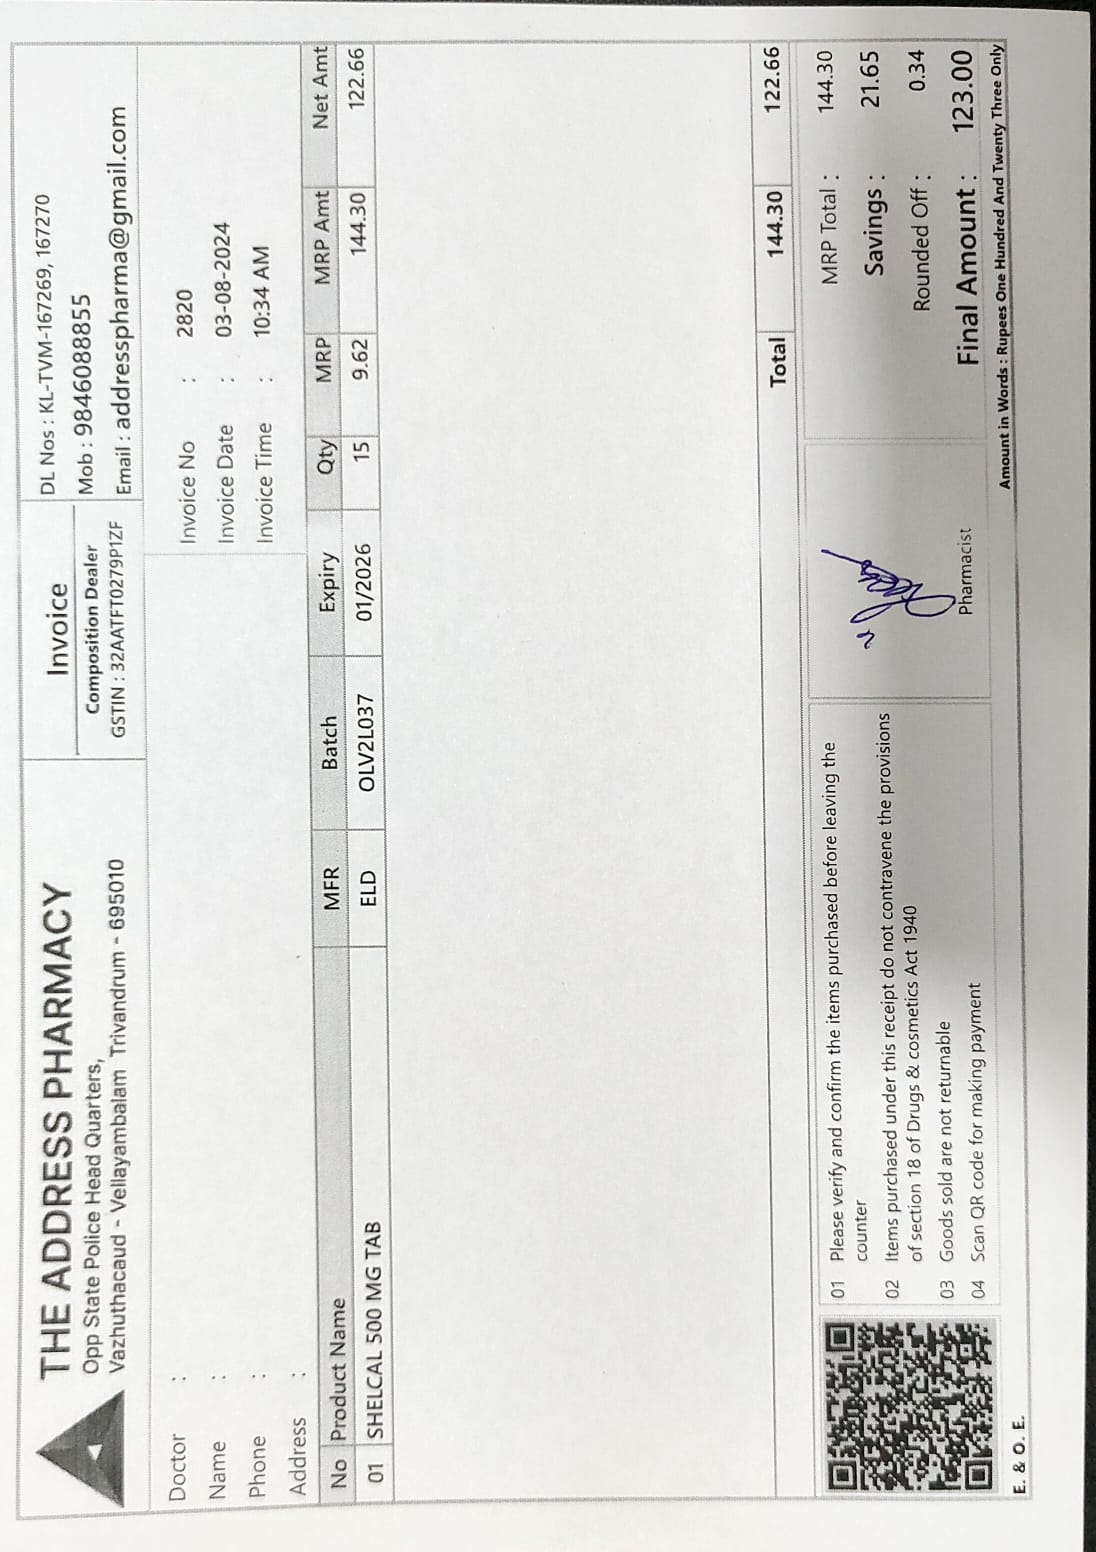 THE ADDRESS PHARMACY
Opp State Police Head Quarters,
Vazhuthacaud - Vellayambalam Trivandrum - 695010
Invoice
Composition Dealer
GSTIN : 32AATFT0279P1ZF
DL Nos : KL-TVM-167269, 167270
Mob : 9846088855
Email : addresspharma@gmail.com
Doctor :
Name :
Phone :
Address :
Invoice No : 2820
Invoice Date : 03-08-2024
Invoice Time : 10:34 AM
No Product Name MFR Batch Expiry Qty MRP MRP Amt Net Amt
01 SHELCAL 500 MG TAB ELD OLV2L037 01/2026 15 9.62 144.30 122.66
Total 144.30 122.66
01 Please verify and confirm the items purchased before leaving the
counter
02 Items purchased under this receipt do not contravene the provisions
of section 18 of Drugs & cosmetics Act 1940
03 Goods sold are not returnable
04 Scan QR code for making payment
Pharmacist
MRP Total : 144.30
Savings : 21.65
Rounded Off : 0.34
Final Amount : 123.00
Amount in Words : Rupees One Hundred And Twenty Three Only
E. & O. E.